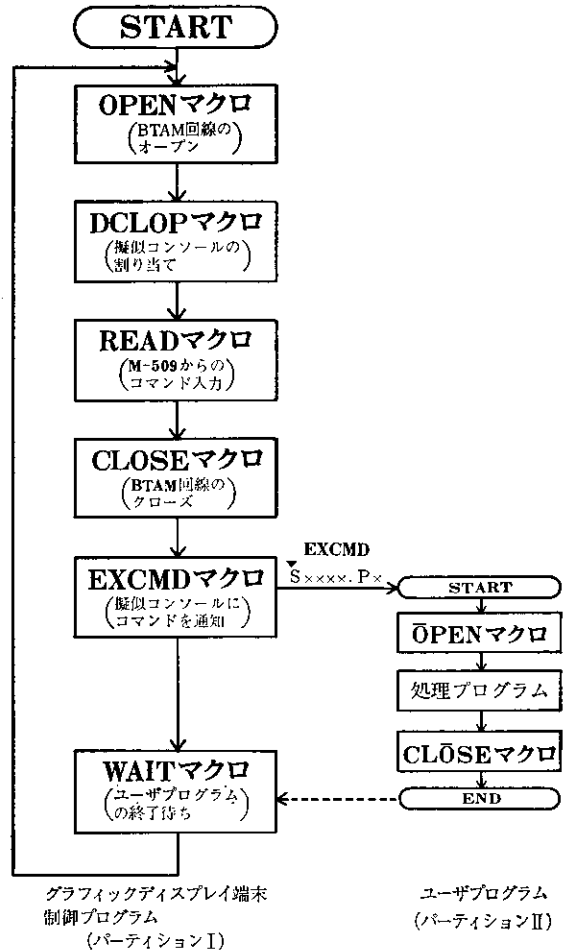 START
OPENマクロ
(BTAM回線の
オープン)
DCLOPマクロ
(擬似コンソールの
割り当て)
READマクロ
(M-509からの
コマンド入力)
CLOSEマクロ
(BTAM回線の
クローズ)
EXCMDマクロ
(擬似コンソールに
コマンドを通知)
EXCMD
S××××.P×
START
ŌPENマクロ
処理プログラム
CLŌSEマクロ
END
WAITマクロ
(ユーザプログラム
の終了待ち)
グラフィックディスプレイ端末
制御プログラム
(パーティションⅠ)
ユーザプログラム
(パーティションⅡ)